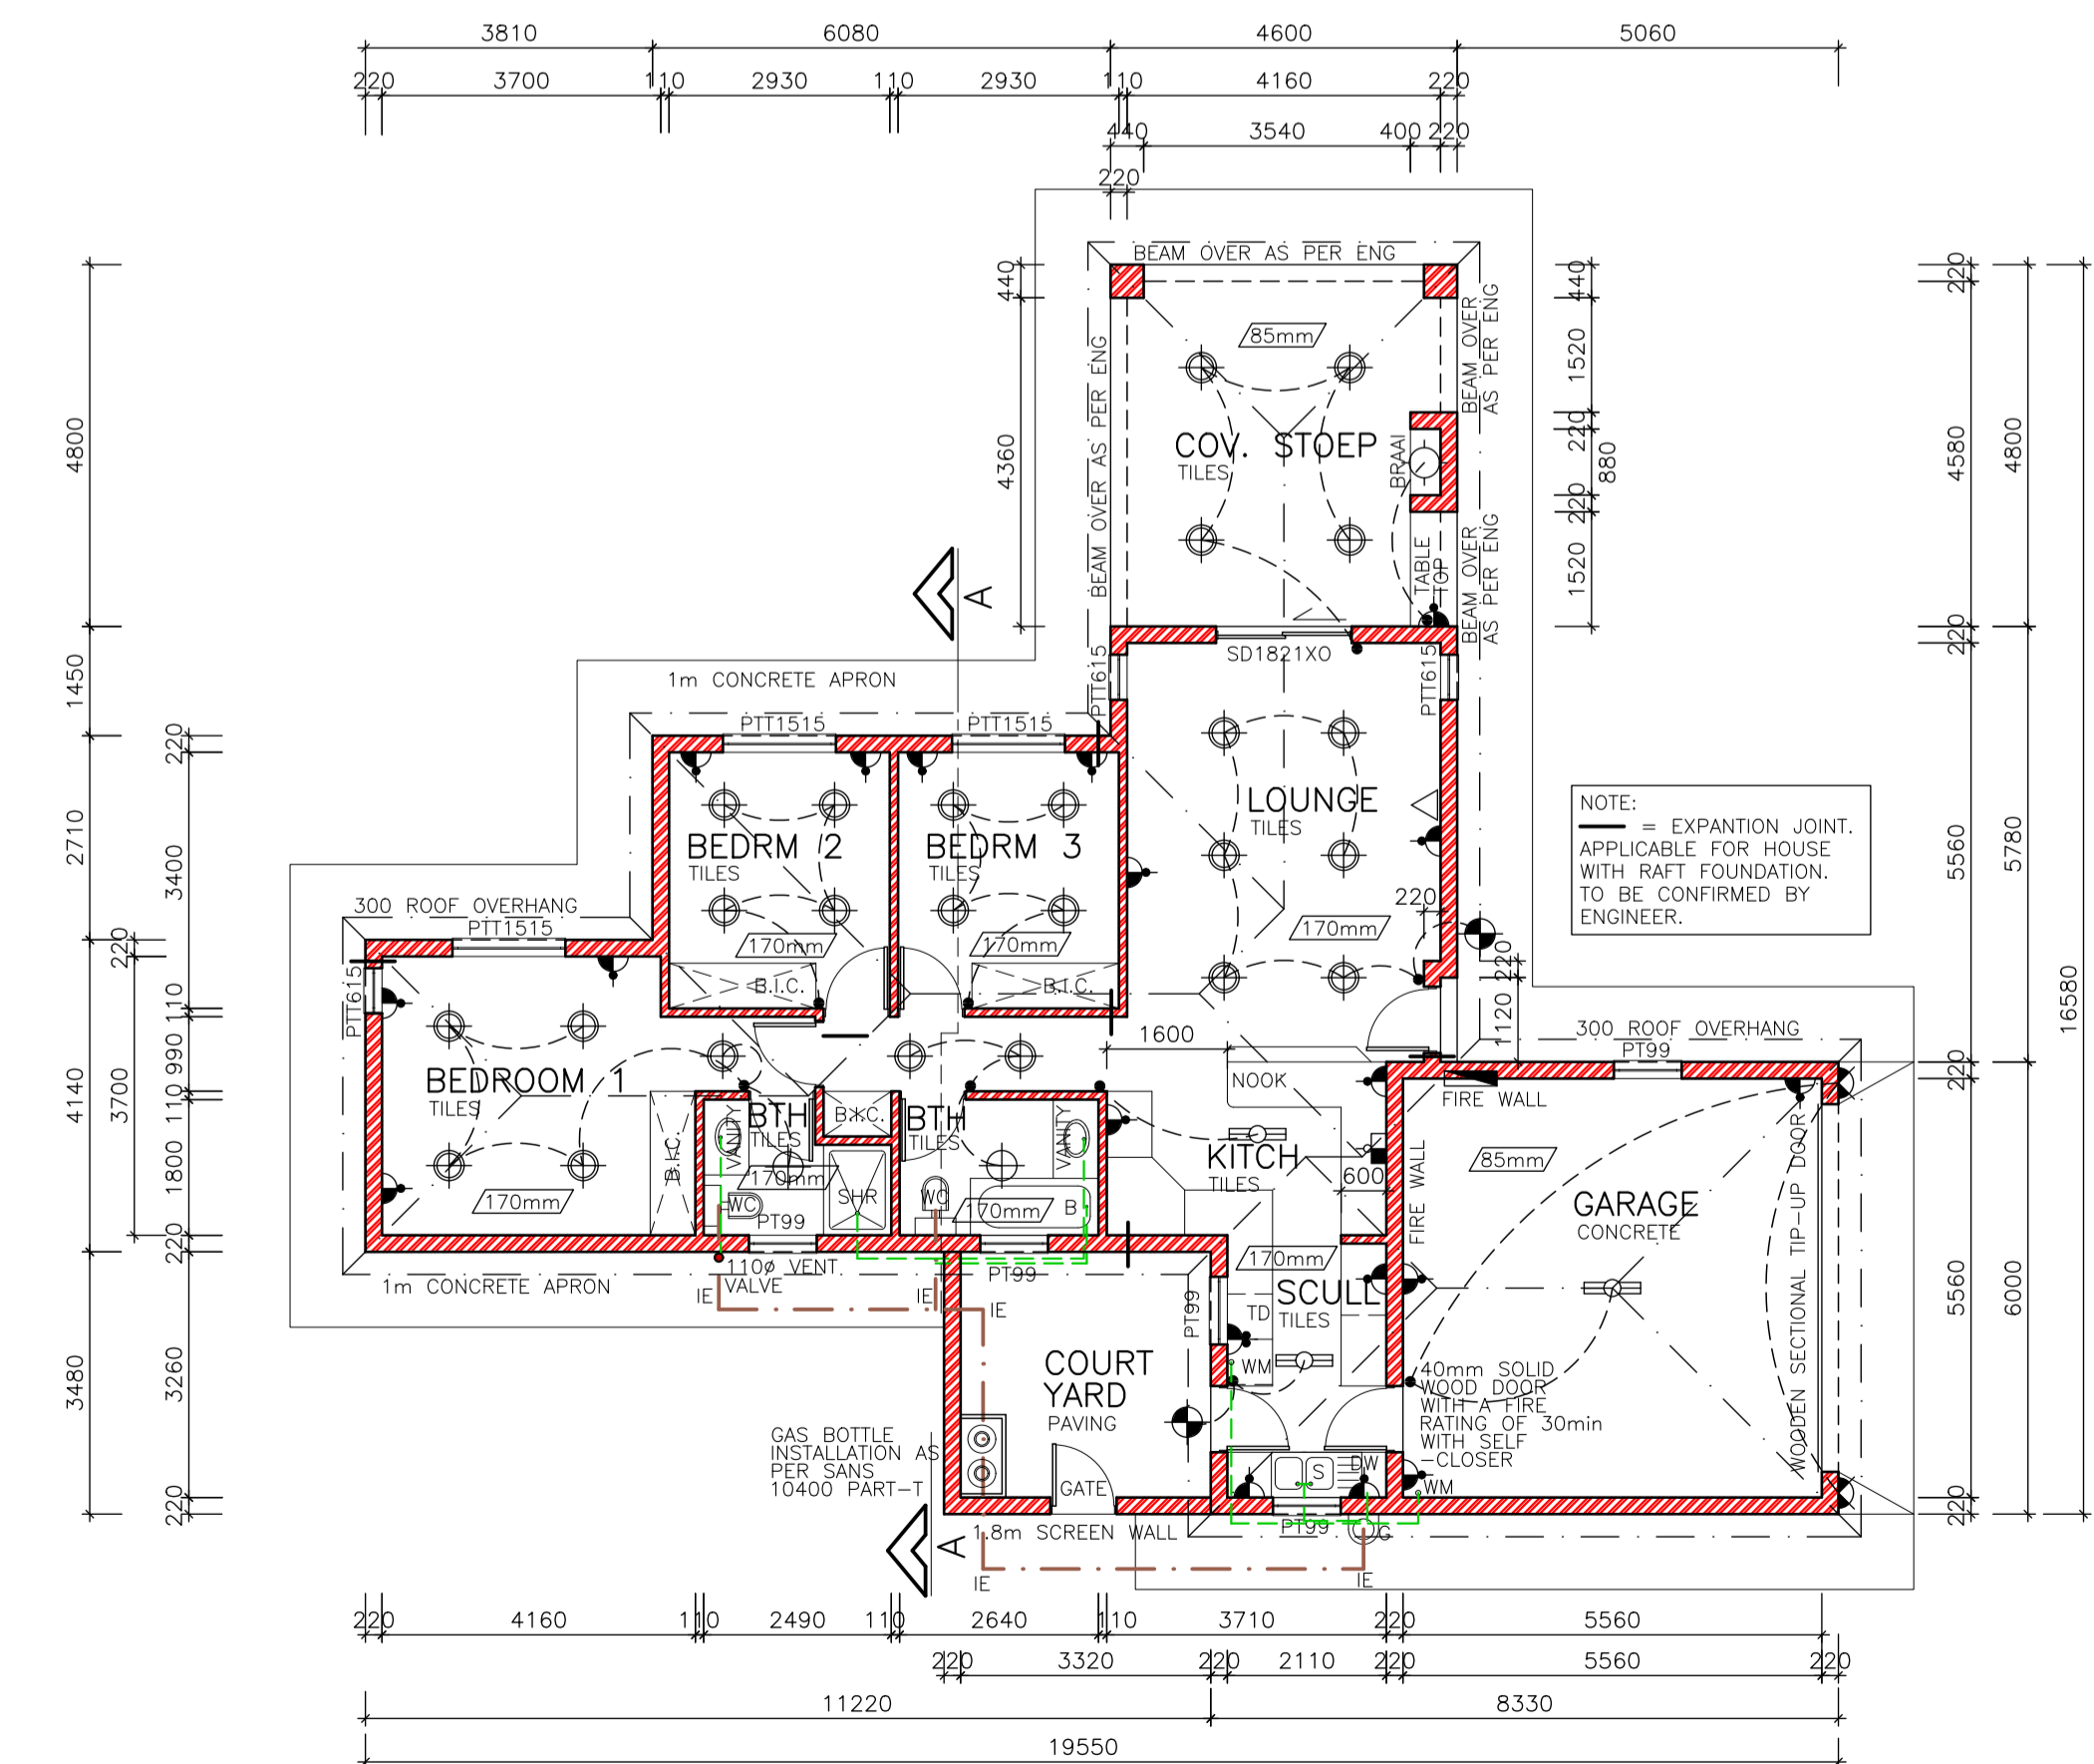 3810 6080 4600 5060
220 3700 110 2930 110 2930 110 4160 220
440 3540 400 220
220
BEAM OVER AS PER ENG
440
4360
BEAM OVER AS PER ENG
85mm
COV. STOEP
TILES
BRAAI
TABLE
TOP
BEAM OVER
AS PER ENG
BEAM OVER
AS PER ENG
440
1520
220
880
220
1520
220
4580
220
5560
220
5560
220
4800
5780
6000
16580
4800
1450
2710
4140
3480
220
3700
220
3400
110
990
110
1800
220
3260
220
A
1m CONCRETE APRON
SD1821XO
PTT615
PTT615
PTT1515
PTT1515
BEDRM 2
TILES
170mm
B.I.C.
BEDRM 3
TILES
170mm
B.I.C.
LOUNGE
TILES
170mm
220
220
1120
NOTE:
= EXPANTION JOINT.
APPLICABLE FOR HOUSE
WITH RAFT FOUNDATION.
TO BE CONFIRMED BY
ENGINEER.
300 ROOF OVERHANG
PTT1515
PTT615
BEDROOM 1
TILES
170mm
B.I.C.
VANITY
BTH
TILES
170mm
WC
SHR
PT99
B.I.C.
BTH
TILES
WC
170mm
VANITY
B
PT99
1600
NOOK
KITCH
TILES
600
170mm
SCULL
TILES
TD
WM
PT99
S
DW
PT99
G
300 ROOF OVERHANG
PT99
FIRE WALL
FIRE WALL
85mm
GARAGE
CONCRETE
WOODEN SECTIONAL TIP-UP DOOR
40mm SOLID
WOOD DOOR
WITH A FIRE
RATING OF 30min
WITH SELF
-CLOSER
WM
1m CONCRETE APRON
110ø VENT
VALVE
IE
IE
IE
COURT
YARD
PAVING
GATE
GAS BOTTLE
INSTALLATION AS
PER SANS
10400 PART-T
1.8m SCREEN WALL
A
IE
IE
220 4160 110 2490 110 2640 110 3710 220 5560
220 3320 220 2110 220 5560 220
11220 8330
19550